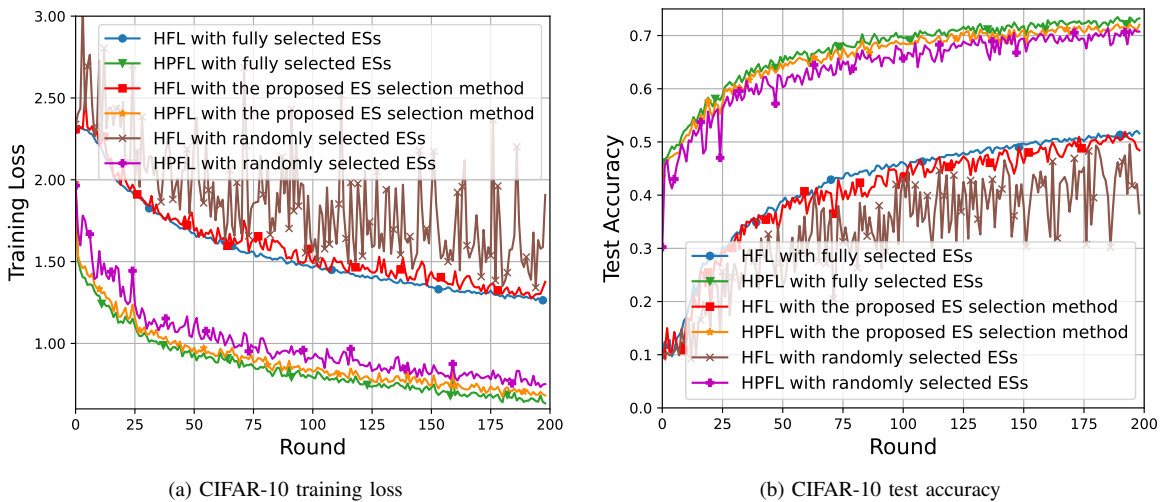 3.00
2.50
2.00
1.50
1.00
0 25 50 75 100 125 150 175 200
Training Loss
Round
HFL with fully selected ESs
HPFL with fully selected ESs
HFL with the proposed ES selection method
HPFL with the proposed ES selection method
HFL with randomly selected ESs
HPFL with randomly selected ESs
(a) CIFAR-10 training loss
0.7
0.6
0.5
0.4
0.3
0.2
0.1
0.0
0 25 50 75 100 125 150 175 200
Test Accuracy
Round
HFL with fully selected ESs
HPFL with fully selected ESs
HFL with the proposed ES selection method
HPFL with the proposed ES selection method
HFL with randomly selected ESs
HPFL with randomly selected ESs
(b) CIFAR-10 test accuracy